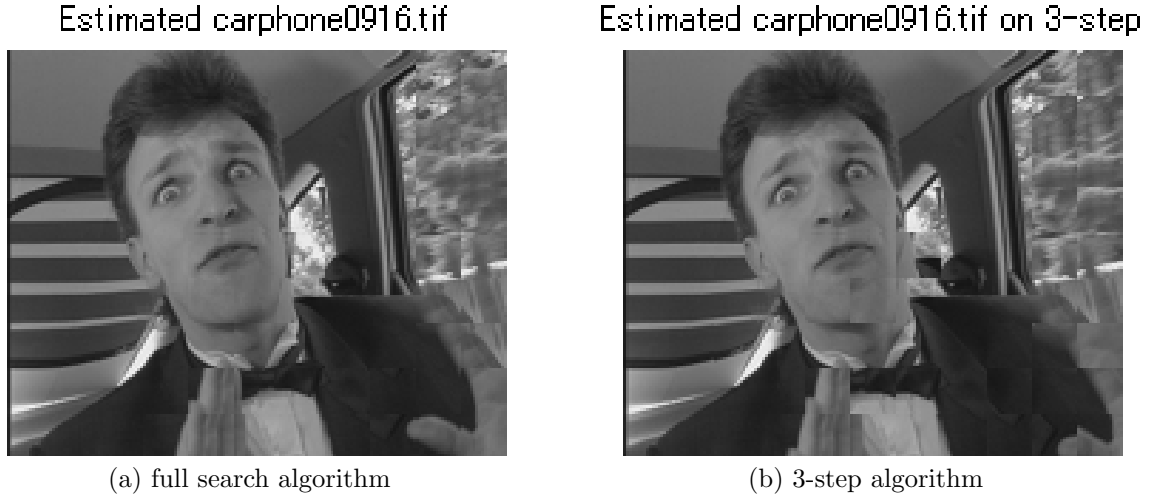 Estimated carphone0916.tif
Estimated carphone0916.tif on 3-step
(a) full search algorithm
(b) 3-step algorithm